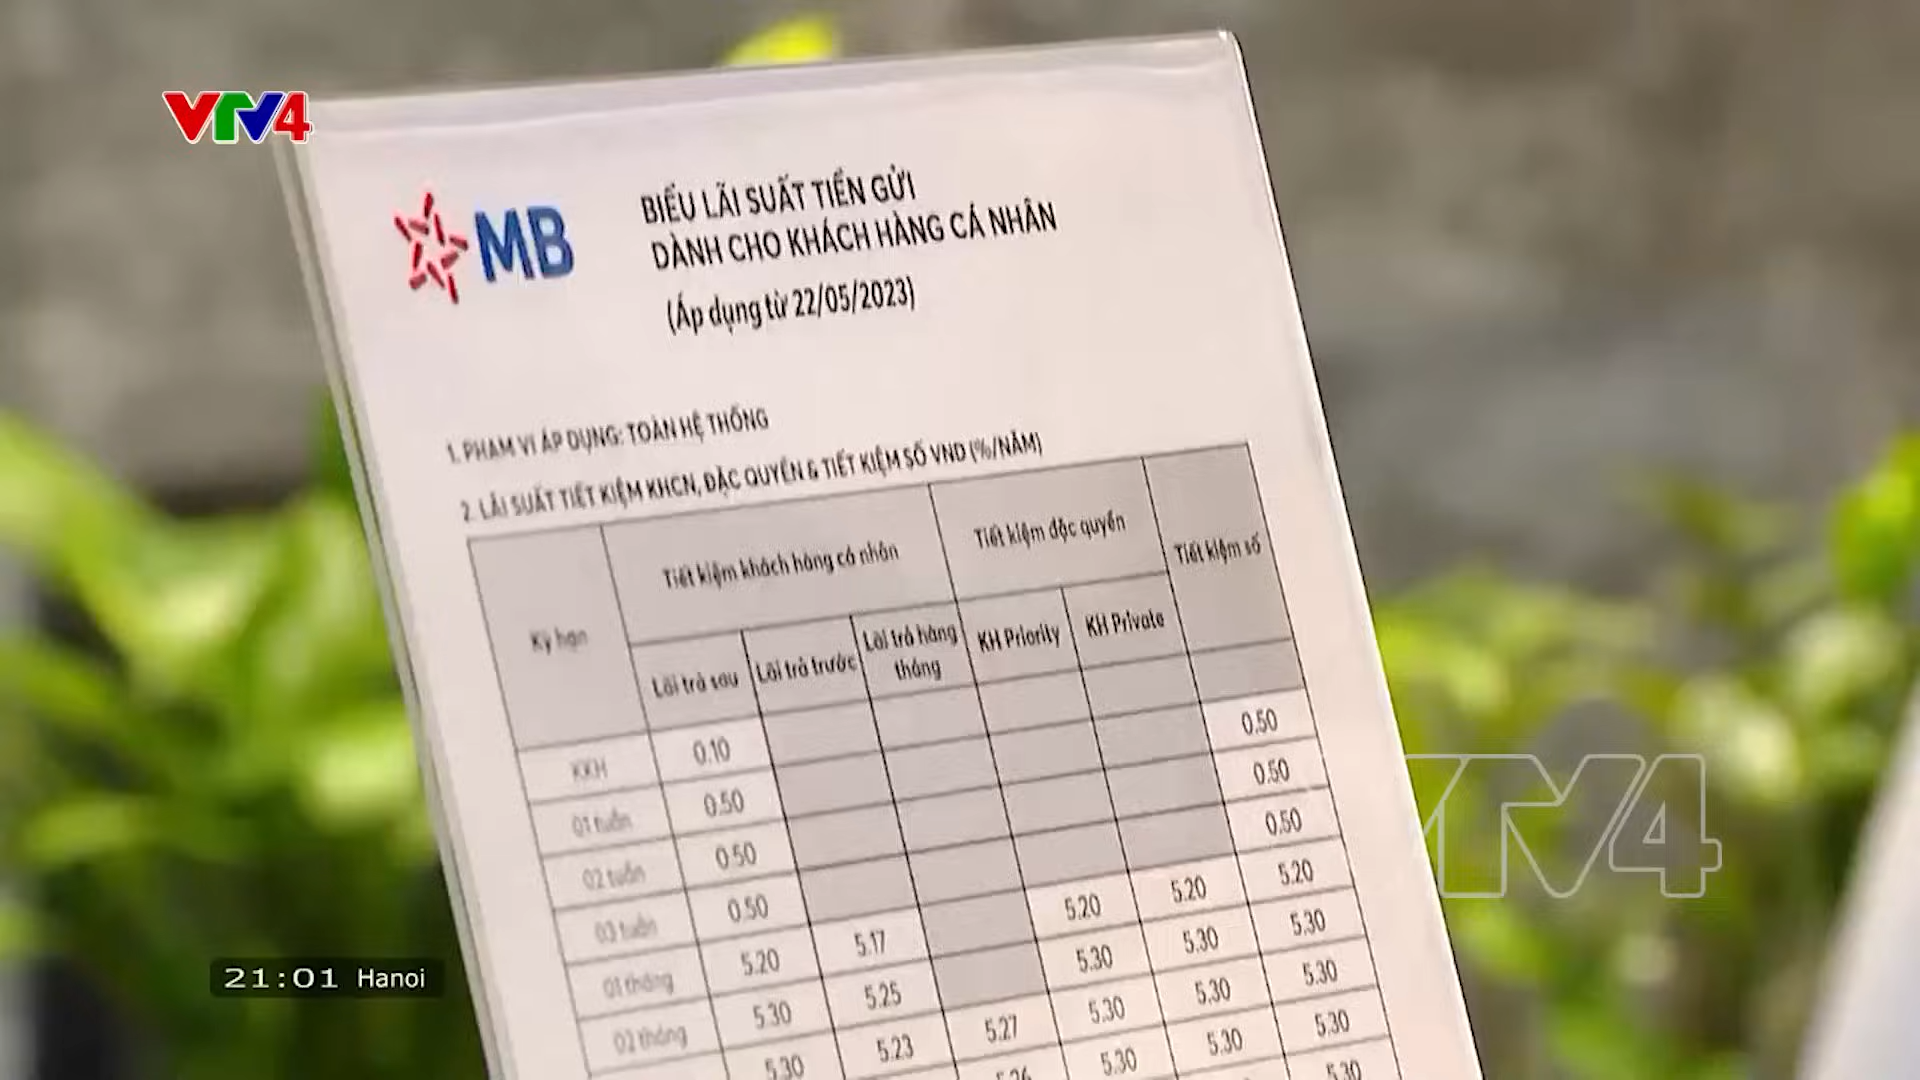 VTV4
MB
BIỂU LÃI SUẤT TIỀN GỬI
DÀNH CHO KHÁCH HÀNG CÁ NHÂN
(Áp dụng từ 22/05/2023)
1. PHẠM VI ÁP DỤNG: TOÀN HỆ THỐNG
2. LÃI SUẤT TIẾT KIỆM KHCN, ĐẶC QUYỀN & TIẾT KIỆM SỐ VND (%/NĂM)
Kỳ hạn Tiết kiệm khách hàng cá nhân Tiết kiệm đặc quyền Tiết kiệm số
Lãi trả sau Lãi trả trước Lãi trả hàng tháng KH Priority KH Private
KKH 0.10 0.50
01 tuần 0.50 0.50
02 tuần 0.50 0.50
03 tuần 0.50 5.20 5.20 5.20
01 tháng 5.20 5.17 5.30 5.30 5.30
02 tháng 5.30 5.25 5.27 5.30 5.30 5.30
5.30 5.23 5.30 5.30 5.30
5.30
VTV4
21:01 Hanoi